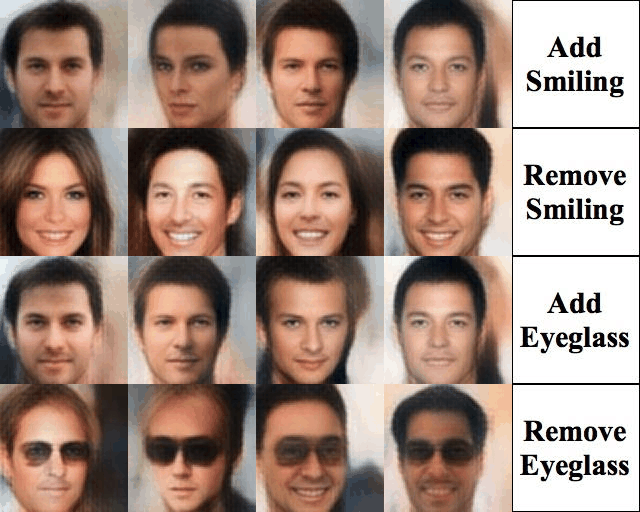 Add
Smiling
Remove
Smiling
Add
Eyeglass
Remove
Eyeglass